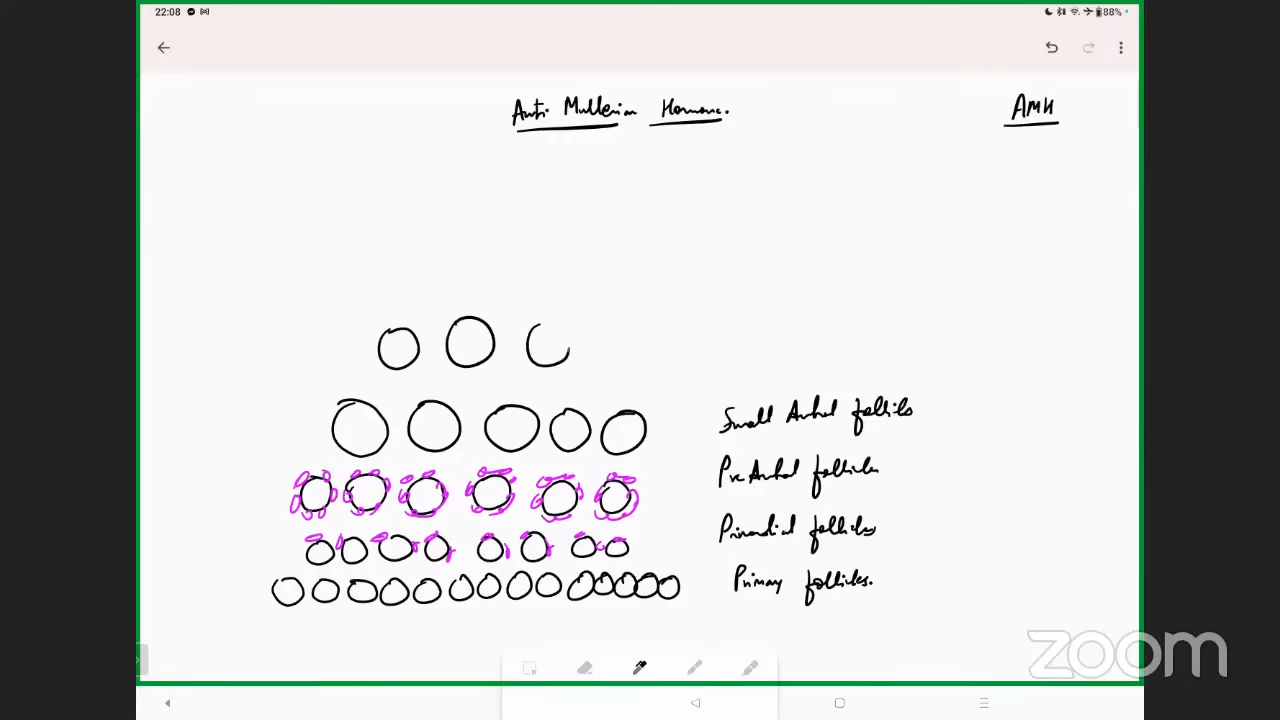 22:08
88%
Anti Mullerian Hormone.
AMH
Small Antral follicles
Pre Antral follicles
Primordial follicles
Primary follicles.
zoom